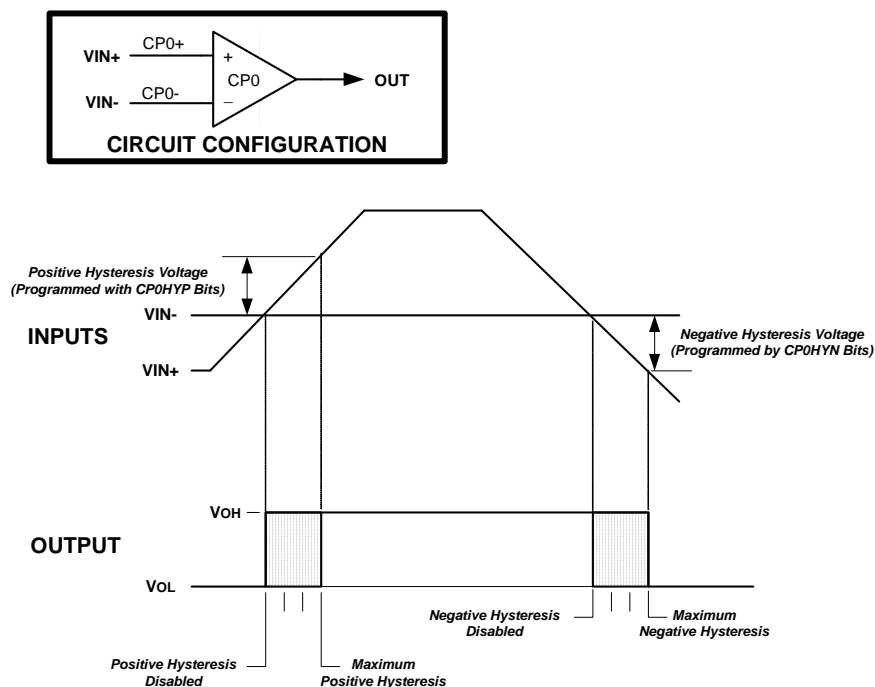 VIN+
CP0+
+
CP0
OUT
VIN-
CP0-
–
CIRCUIT CONFIGURATION
Positive Hysteresis Voltage
(Programmed with CP0HYP Bits)
VIN-
INPUTS
VIN+
Negative Hysteresis Voltage
(Programmed by CP0HYN Bits)
VOH
OUTPUT
VOL
Negative Hysteresis
Disabled
Maximum
Negative Hysteresis
Positive Hysteresis
Disabled
Maximum
Positive Hysteresis